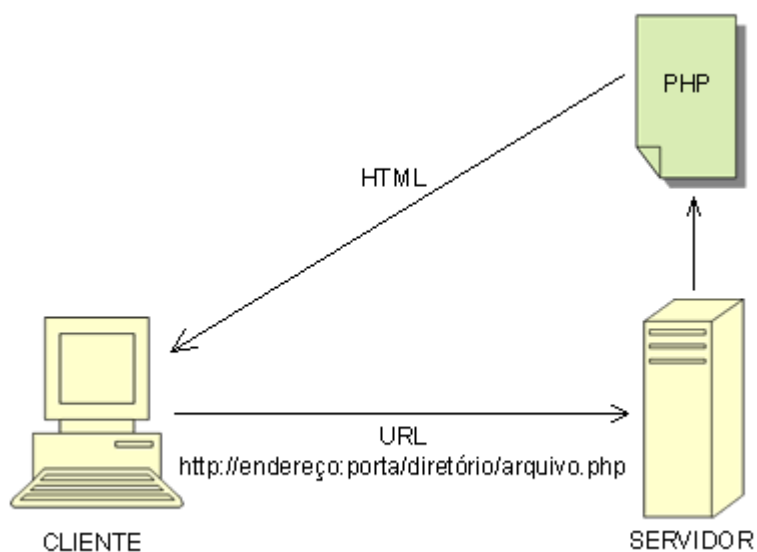 PHP
HTML
URL
http://endereço:porta/diretório/arquivo.php
CLIENTE
SERVIDOR